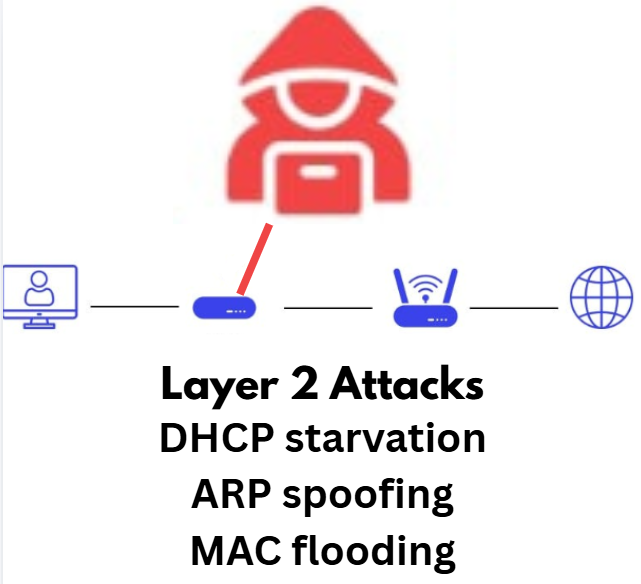 Layer 2 Attacks
DHCP starvation
ARP spoofing
MAC flooding